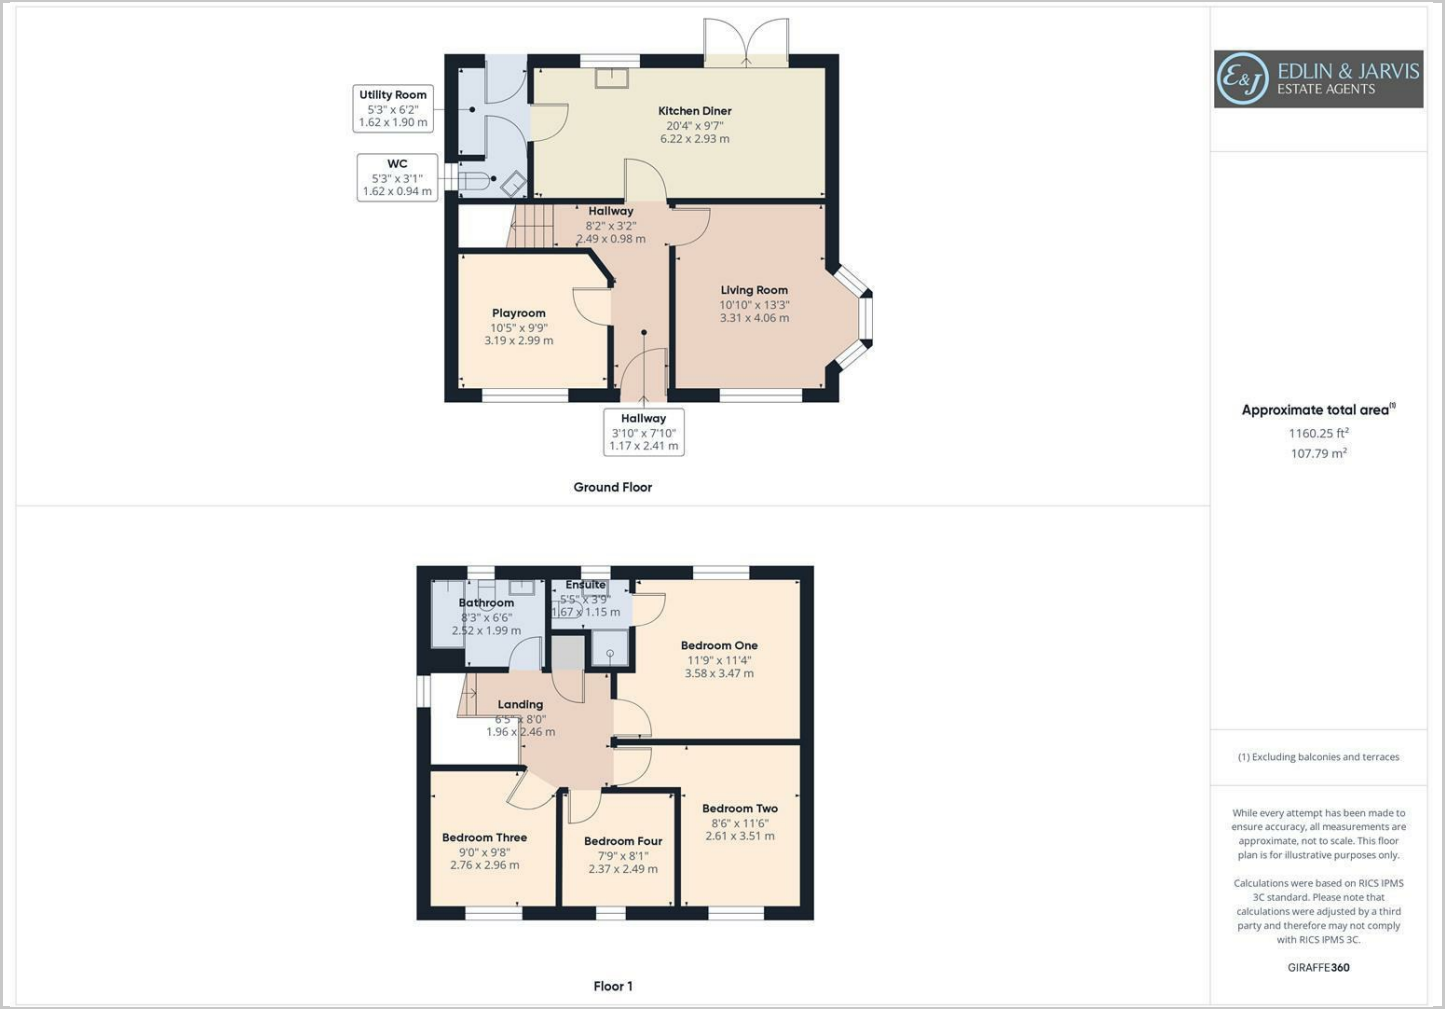 Utility Room
5'3" x 6'2"
1.62 x 1.90 m
WC
5'3" x 3'1"
1.62 x 0.94 m
Kitchen Diner
20'4" x 9'7"
6.22 x 2.93 m
Hallway
8'2" x 3'2"
2.49 x 0.98 m
Living Room
10'10" x 13'3"
3.31 x 4.06 m
Playroom
10'5" x 9'9"
3.19 x 2.99 m
Hallway
3'10" x 7'10"
1.17 x 2.41 m
Ground Floor
Bathroom
8'3" x 6'6"
2.52 x 1.99 m
Ensuite
5'5" x 3'9"
1.67 x 1.15 m
Bedroom One
11'9" x 11'4"
3.58 x 3.47 m
Landing
6'5" x 8'0"
1.96 x 2.46 m
Bedroom Two
8'6" x 11'6"
2.61 x 3.51 m
Bedroom Three
9'0" x 9'8"
2.76 x 2.96 m
Bedroom Four
7'9" x 8'1"
2.37 x 2.49 m
Floor 1
E&J
EDLIN & JARVIS
ESTATE AGENTS
Approximate total area(1)
1160.25 ft²
107.79 m²
(1) Excluding balconies and terraces
While every attempt has been made to
ensure accuracy, all measurements are
approximate, not to scale. This floor
plan is for illustrative purposes only.
Calculations were based on RICS IPMS
3C standard. Please note that
calculations were adjusted by a third
party and therefore may not comply
with RICS IPMS 3C.
GIRAFFE360